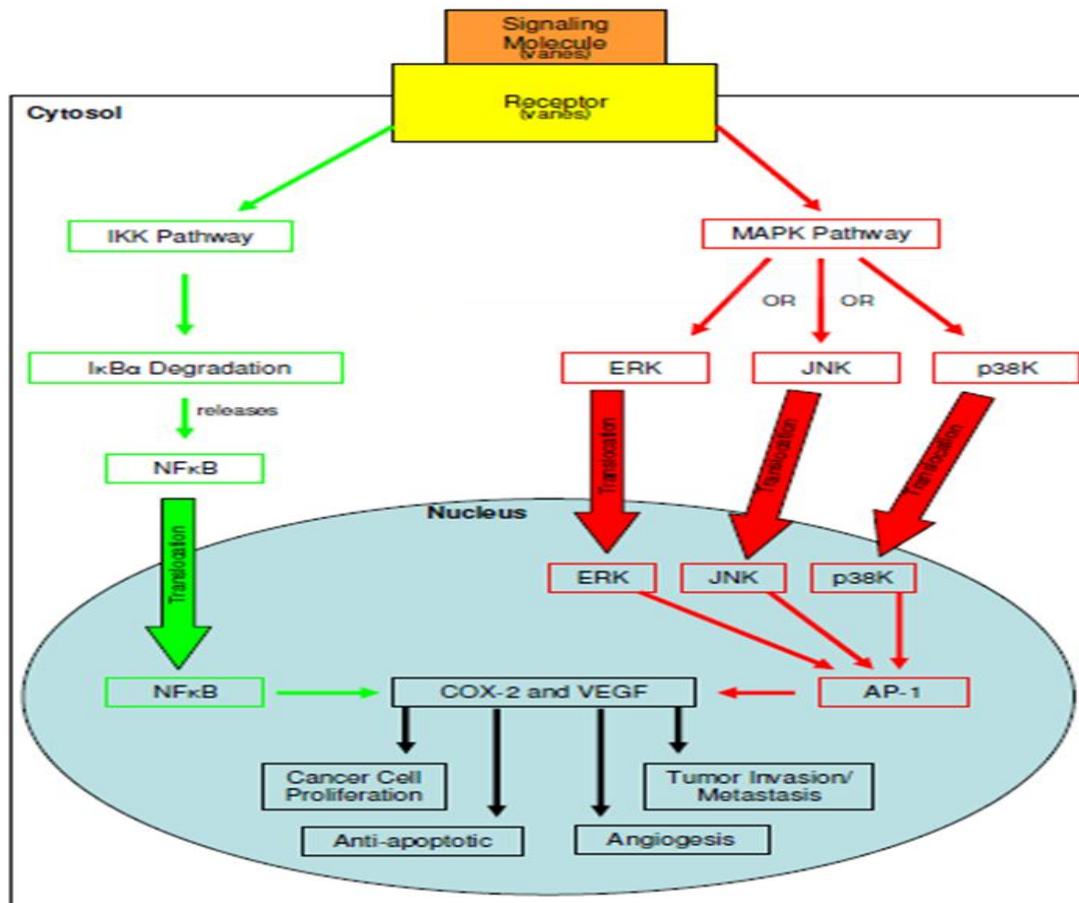 Signaling
Molecule
(varies)
Receptor
(varies)
Cytosol
IKK Pathway
MAPK Pathway
OR
OR
IκBα Degradation
ERK
JNK
p38K
releases
NFκB
Translocation
Translocation
Translocation
Translocation
Nucleus
ERK
JNK
p38K
NFκB
COX-2 and VEGF
AP-1
Cancer Cell
Proliferation
Tumor Invasion/
Metastasis
Anti-apoptotic
Angiogesis